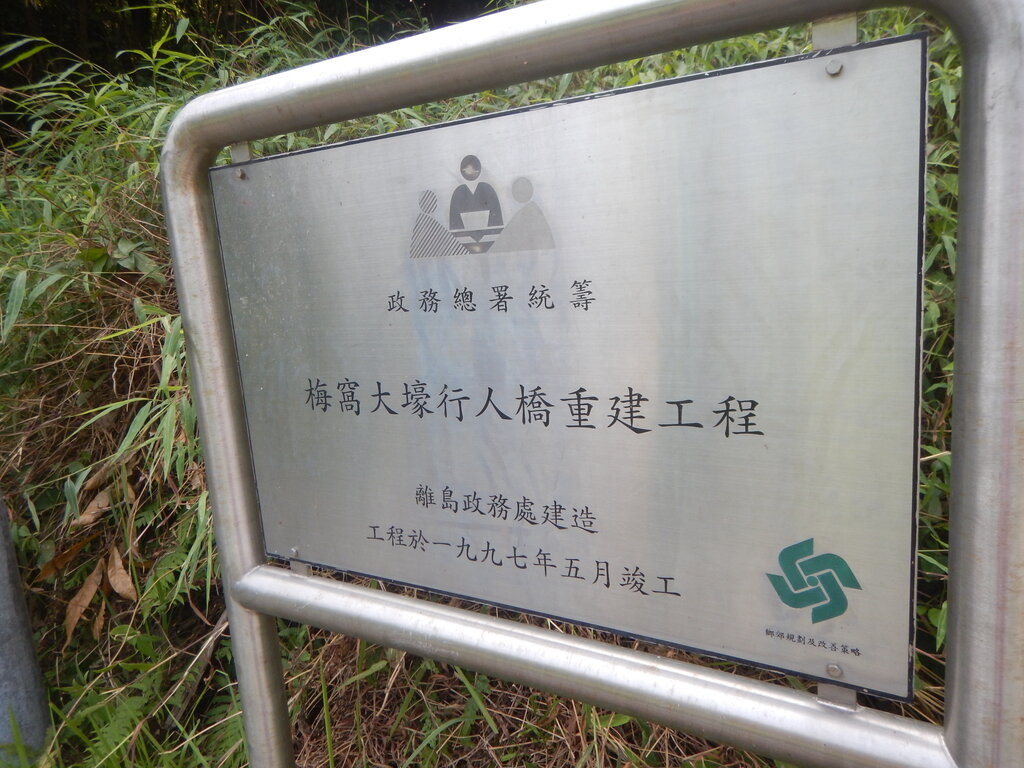 政務總署統籌
梅窩大壕行人橋重建工程
離島政務處建造
工程於一九九七年五月竣工
鄉郊規劃及改善策略